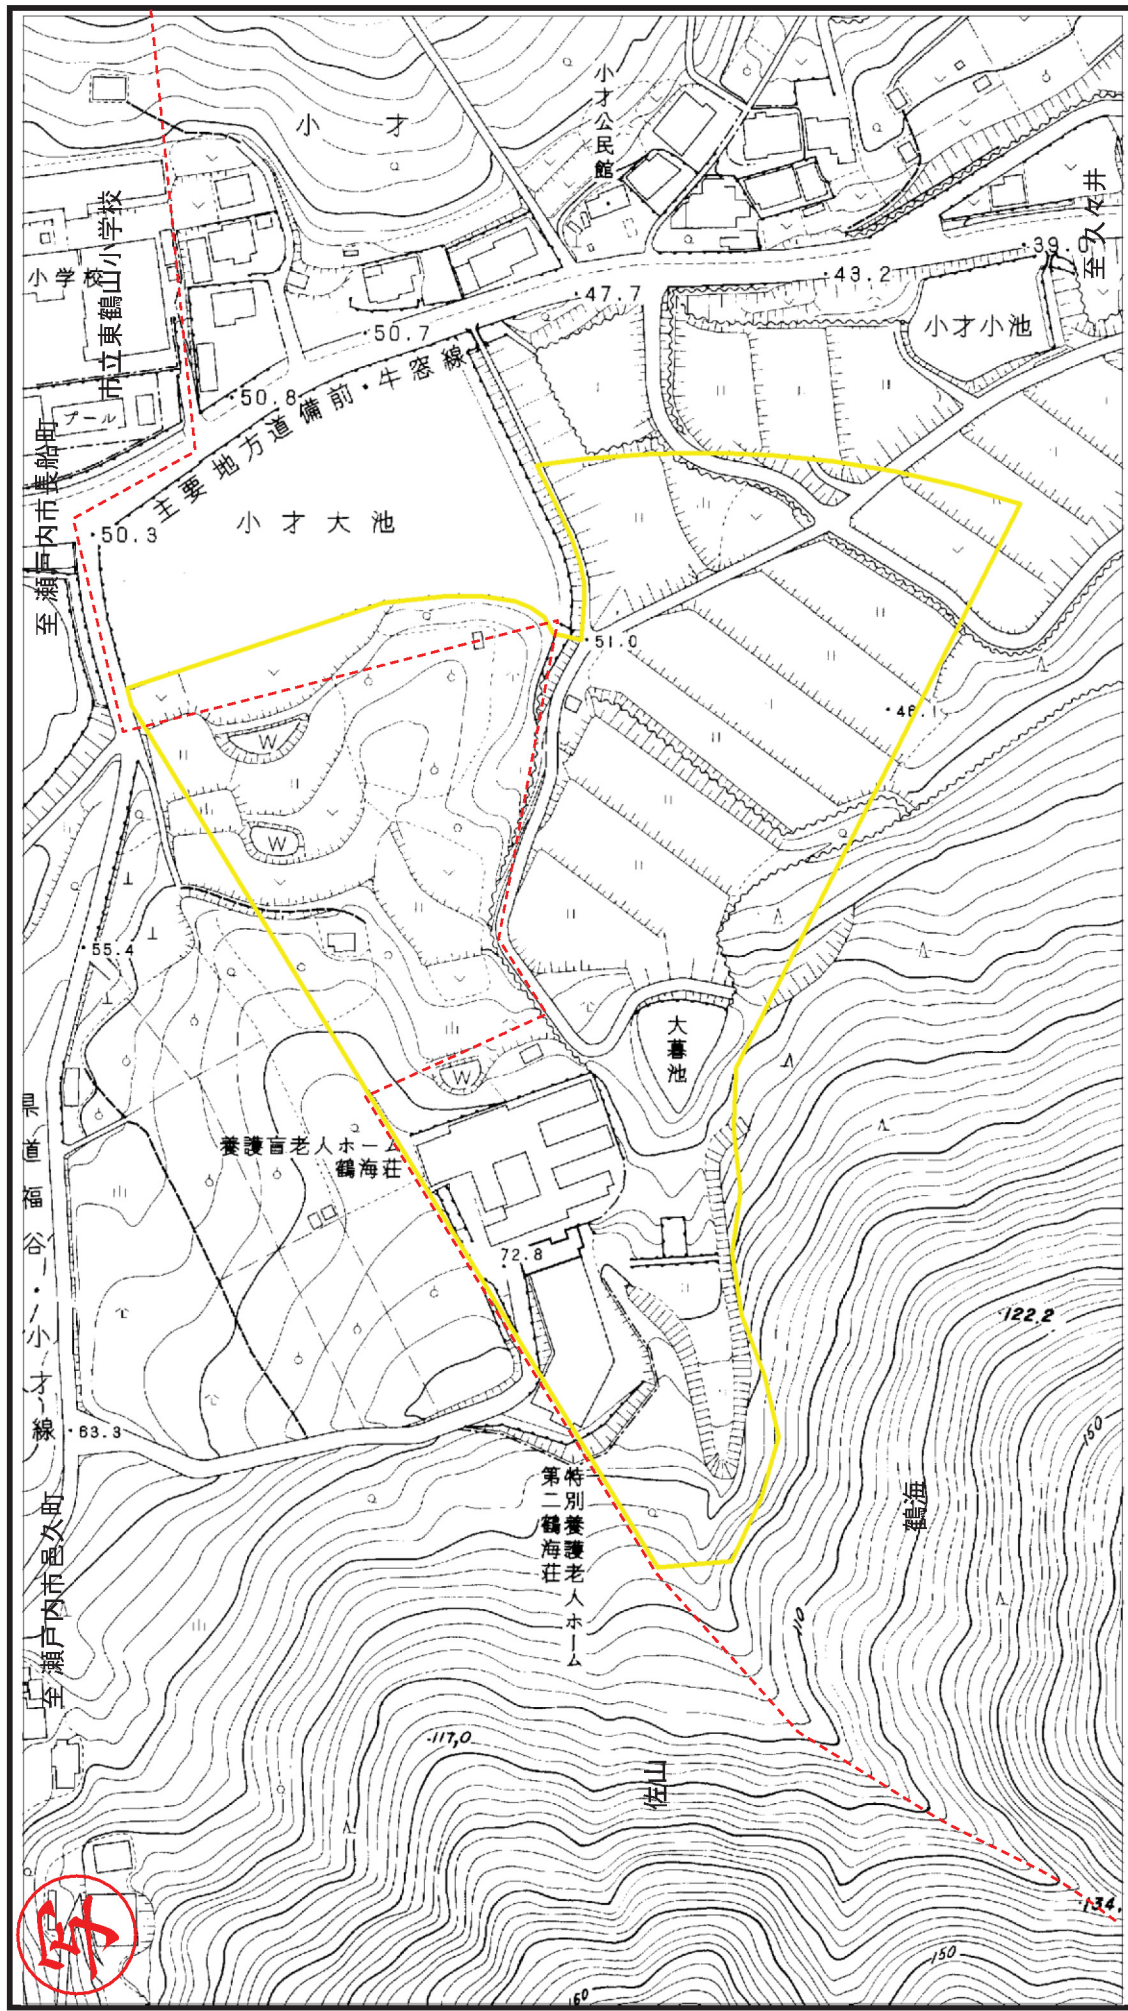 小才
小才公民館
至久々井
市立東鶴山小学校
小学校
プール
39.0
43.2
47.7
50.7
50.8
小才小池
主要地方道備前・牛窓線
至瀬戸内市長船町
50.3
小才大池
51.0
W
W
55.4
大暮池
W
養護盲老人ホーム
鶴海荘
72.8
県道福谷・小才線
63.3
122.2
150
特別養護老人ホーム
第二鶴海荘
鶴海
至瀬戸内市邑久町
110
117.0
佐山
写
134.
150